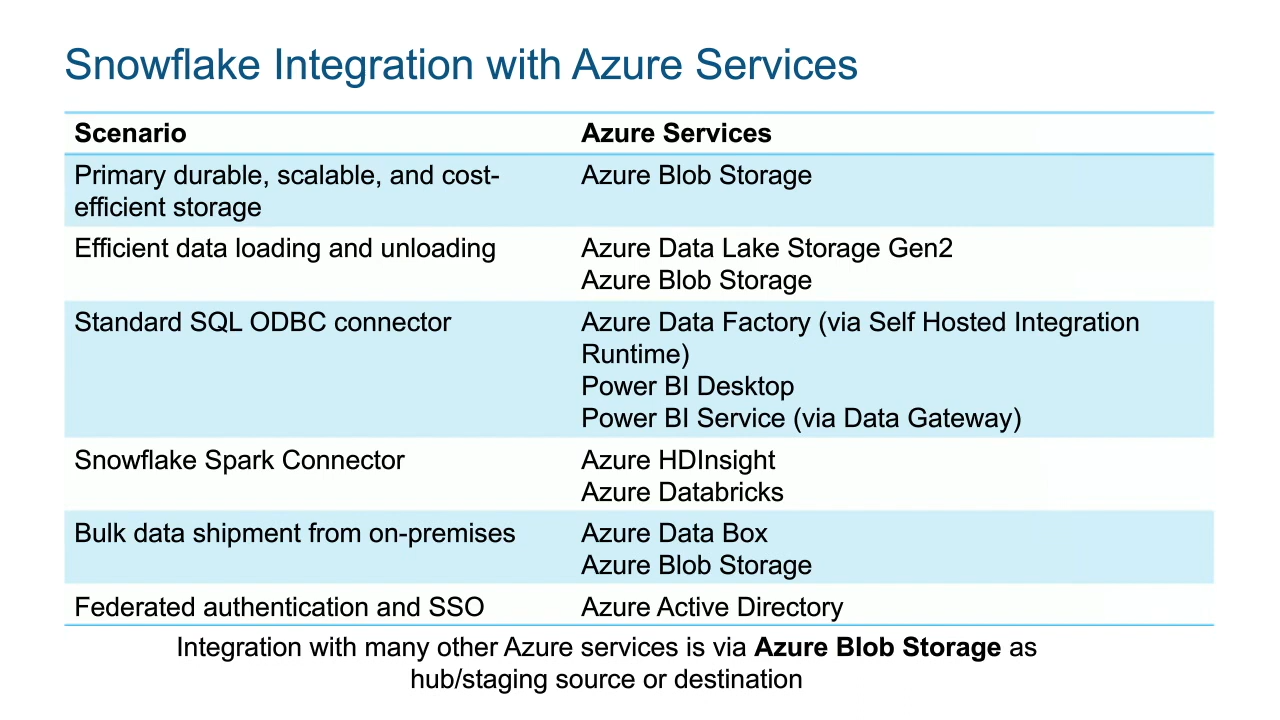 Snowflake Integration with Azure Services
Scenario
Azure Services
Primary durable, scalable, and cost-
efficient storage
Azure Blob Storage
Efficient data loading and unloading
Azure Data Lake Storage Gen2
Azure Blob Storage
Standard SQL ODBC connector
Azure Data Factory (via Self Hosted Integration
Runtime)
Power BI Desktop
Power BI Service (via Data Gateway)
Snowflake Spark Connector
Azure HDInsight
Azure Databricks
Bulk data shipment from on-premises
Azure Data Box
Azure Blob Storage
Federated authentication and SSO
Azure Active Directory
Integration with many other Azure services is via Azure Blob Storage as
hub/staging source or destination